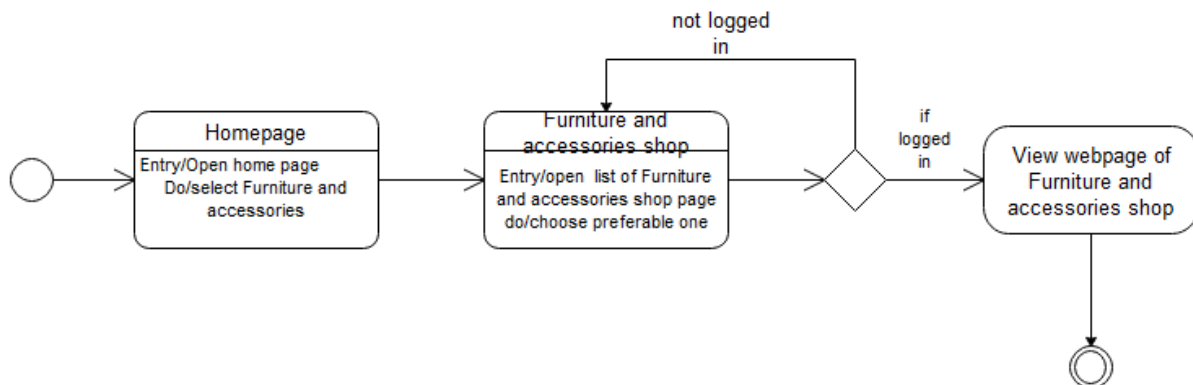 not logged
in
Homepage
Entry/Open home page
Do/select Furniture and
accessories
Furniture and
accessories shop
Entry/open list of Furniture
and accessories shop page
do/choose preferable one
if
logged
in
View webpage of
Furniture and
accessories shop